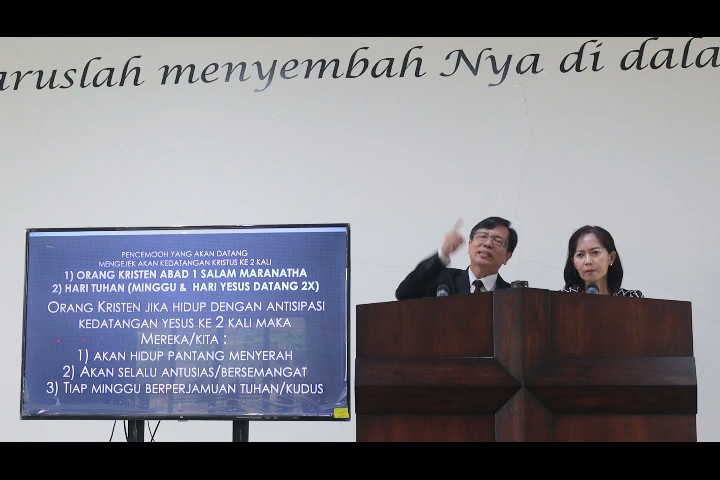 aruslah menyembah Nya di dala
PENCEMOOH YANG AKAN DATANG
MENGEJEK AKAN KEDATANGAN KRISTUS KE 2 KALI
1) ORANG KRISTEN ABAD 1 SALAM MARANATHA
2) HARI TUHAN (MINGGU & HARI YESUS DATANG 2X)
ORANG KRISTEN JIKA HIDUP DENGAN ANTISIPASI
KEDATANGAN YESUS KE 2 KALI MAKA
MEREKA/KITA :
1) AKAN HIDUP PANTANG MENYERAH
2) AKAN SELALU ANTUSIAS/BERSEMANGAT
3) TIAP MINGGU BERPERJAMUAN TUHAN/KUDUS